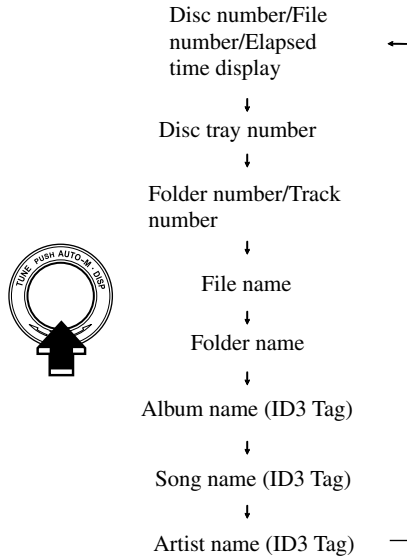 Disc number/File
number/Elapsed
time display
Disc tray number
Folder number/Track
number
TUNE PUSH AUTO-M · DISP
File name
Folder name
Album name (ID3 Tag)
Song name (ID3 Tag)
Artist name (ID3 Tag)